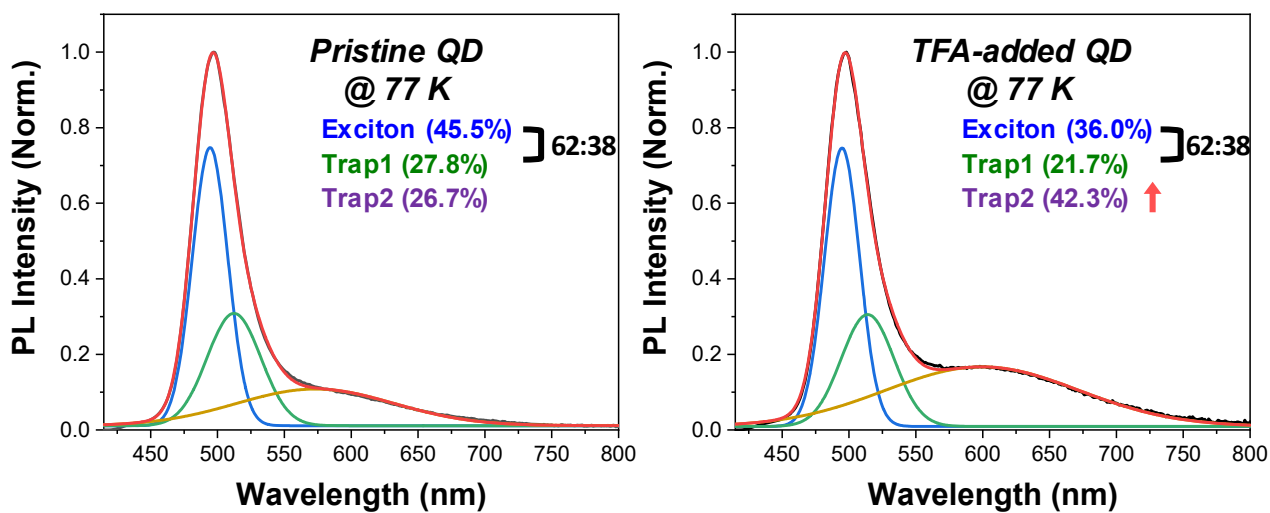 Pristine QD
@ 77 K
Exciton (45.5%)
Trap1 (27.8%)
Trap2 (26.7%)
62:38
1.0
0.8
0.6
0.4
0.2
0.0
PL Intensity (Norm.)
450 500 550 600 650 700 750 800
Wavelength (nm)
TFA-added QD
@ 77 K
Exciton (36.0%)
Trap1 (21.7%)
Trap2 (42.3%)
62:38
1.0
0.8
0.6
0.4
0.2
0.0
PL Intensity (Norm.)
450 500 550 600 650 700 750 800
Wavelength (nm)